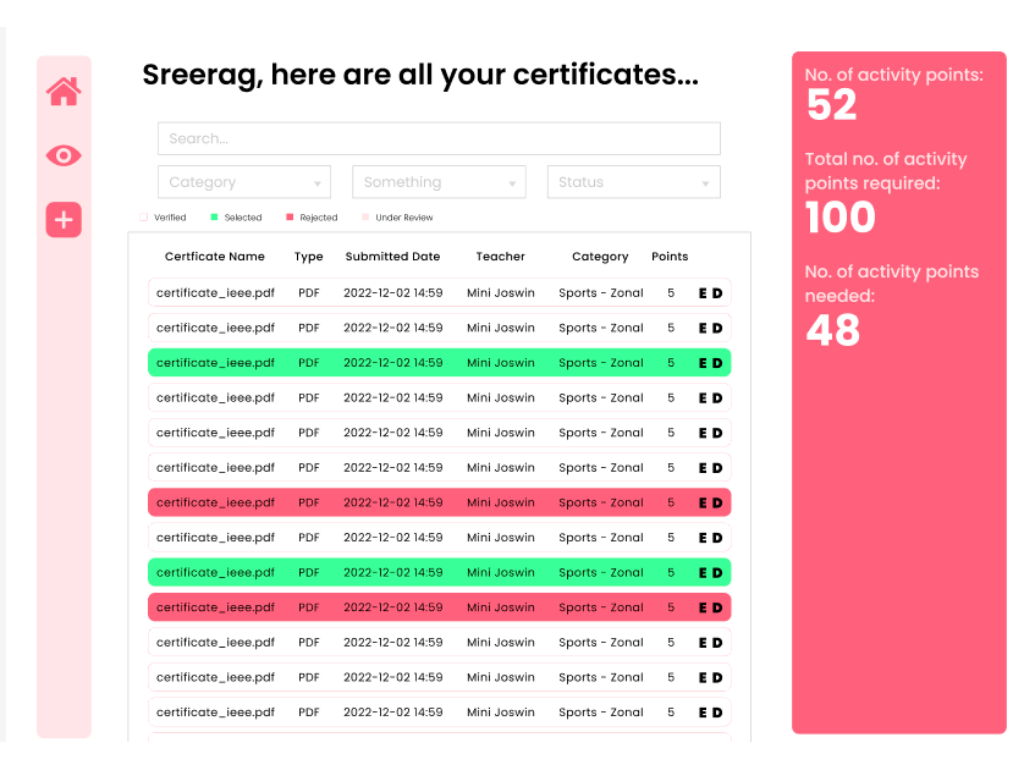 Sreerag, here are all your certificates...
Search...
Category Something Status
Verified Selected Rejected Under Review
Certficate Name Type Submitted Date Teacher Category Points
certificate_ieee.pdf PDF 2022-12-02 14:59 Mini Joswin Sports - Zonal 5 E D
certificate_ieee.pdf PDF 2022-12-02 14:59 Mini Joswin Sports - Zonal 5 E D
certificate_ieee.pdf PDF 2022-12-02 14:59 Mini Joswin Sports - Zonal 5 E D
certificate_ieee.pdf PDF 2022-12-02 14:59 Mini Joswin Sports - Zonal 5 E D
certificate_ieee.pdf PDF 2022-12-02 14:59 Mini Joswin Sports - Zonal 5 E D
certificate_ieee.pdf PDF 2022-12-02 14:59 Mini Joswin Sports - Zonal 5 E D
certificate_ieee.pdf PDF 2022-12-02 14:59 Mini Joswin Sports - Zonal 5 E D
certificate_ieee.pdf PDF 2022-12-02 14:59 Mini Joswin Sports - Zonal 5 E D
certificate_ieee.pdf PDF 2022-12-02 14:59 Mini Joswin Sports - Zonal 5 E D
certificate_ieee.pdf PDF 2022-12-02 14:59 Mini Joswin Sports - Zonal 5 E D
certificate_ieee.pdf PDF 2022-12-02 14:59 Mini Joswin Sports - Zonal 5 E D
certificate_ieee.pdf PDF 2022-12-02 14:59 Mini Joswin Sports - Zonal 5 E D
certificate_ieee.pdf PDF 2022-12-02 14:59 Mini Joswin Sports - Zonal 5 E D
No. of activity points:
52
Total no. of activity
points required:
100
No. of activity points
needed:
48